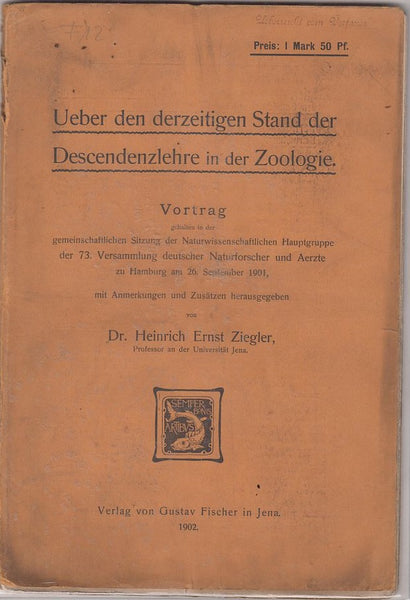 Preis: 1 Mark 50 Pf.
Ueber den derzeitigen Stand der
Descendenzlehre in der Zoologie.
Vortrag
gehalten in der
gemeinschaftlichen Sitzung der Naturwissenschaftlichen Hauptgruppe
der 73. Versammlung deutscher Naturforscher und Aerzte
zu Hamburg am 26. September 1901,
mit Anmerkungen und Zusätzen herausgegeben
von
Dr. Heinrich Ernst Ziegler,
Professor an der Universität Jena.
SEMPER
BONIS
ARTIBUS
Verlag von Gustav Fischer in Jena.
1902.